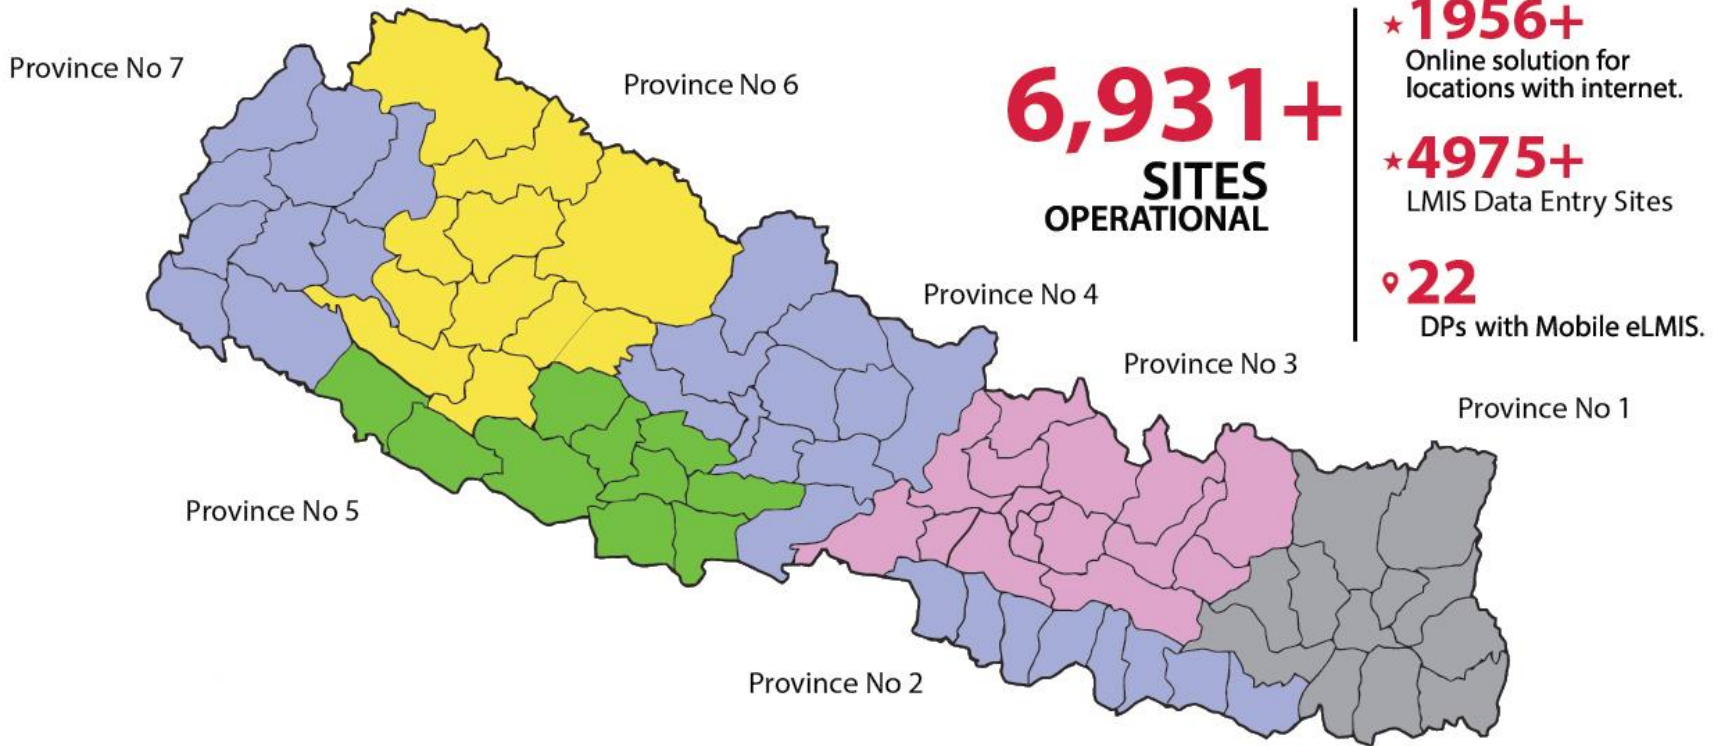 Province No 7
Province No 6
Province No 5
Province No 4
Province No 3
Province No 1
Province No 2
6,931+
SITES
OPERATIONAL
1956+
Online solution for
locations with internet.
4975+
LMIS Data Entry Sites
22
DPs with Mobile eLMIS.